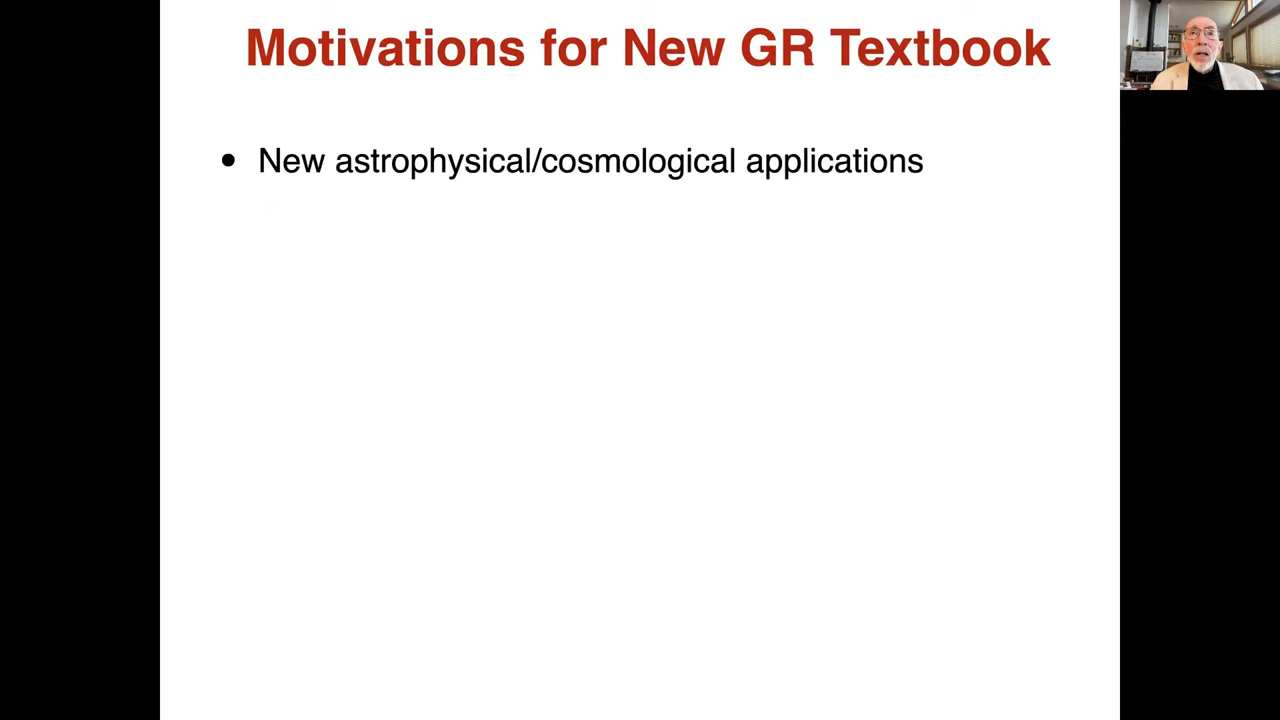 Motivations for New GR Textbook
• New astrophysical/cosmological applications